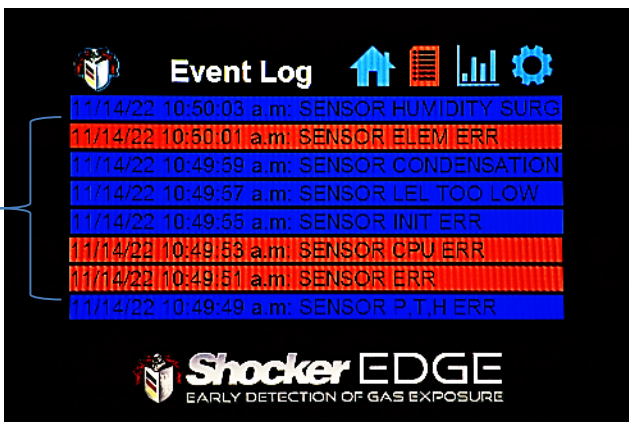 Event Log
11/14/22 10:50:03 a.m: SENSOR HUMIDITY SURG
11/14/22 10:50:01 a.m: SENSOR ELEM ERR
11/14/22 10:49:59 a.m: SENSOR CONDENSATION
11/14/22 10:49:57 a.m: SENSOR LEL TOO LOW
11/14/22 10:49:55 a.m: SENSOR INIT ERR
11/14/22 10:49:53 a.m: SENSOR CPU ERR
11/14/22 10:49:51 a.m: SENSOR ERR
11/14/22 10:49:49 a.m: SENSOR P,T,H ERR
Shocker EDGE
EARLY DETECTION OF GAS EXPOSURE